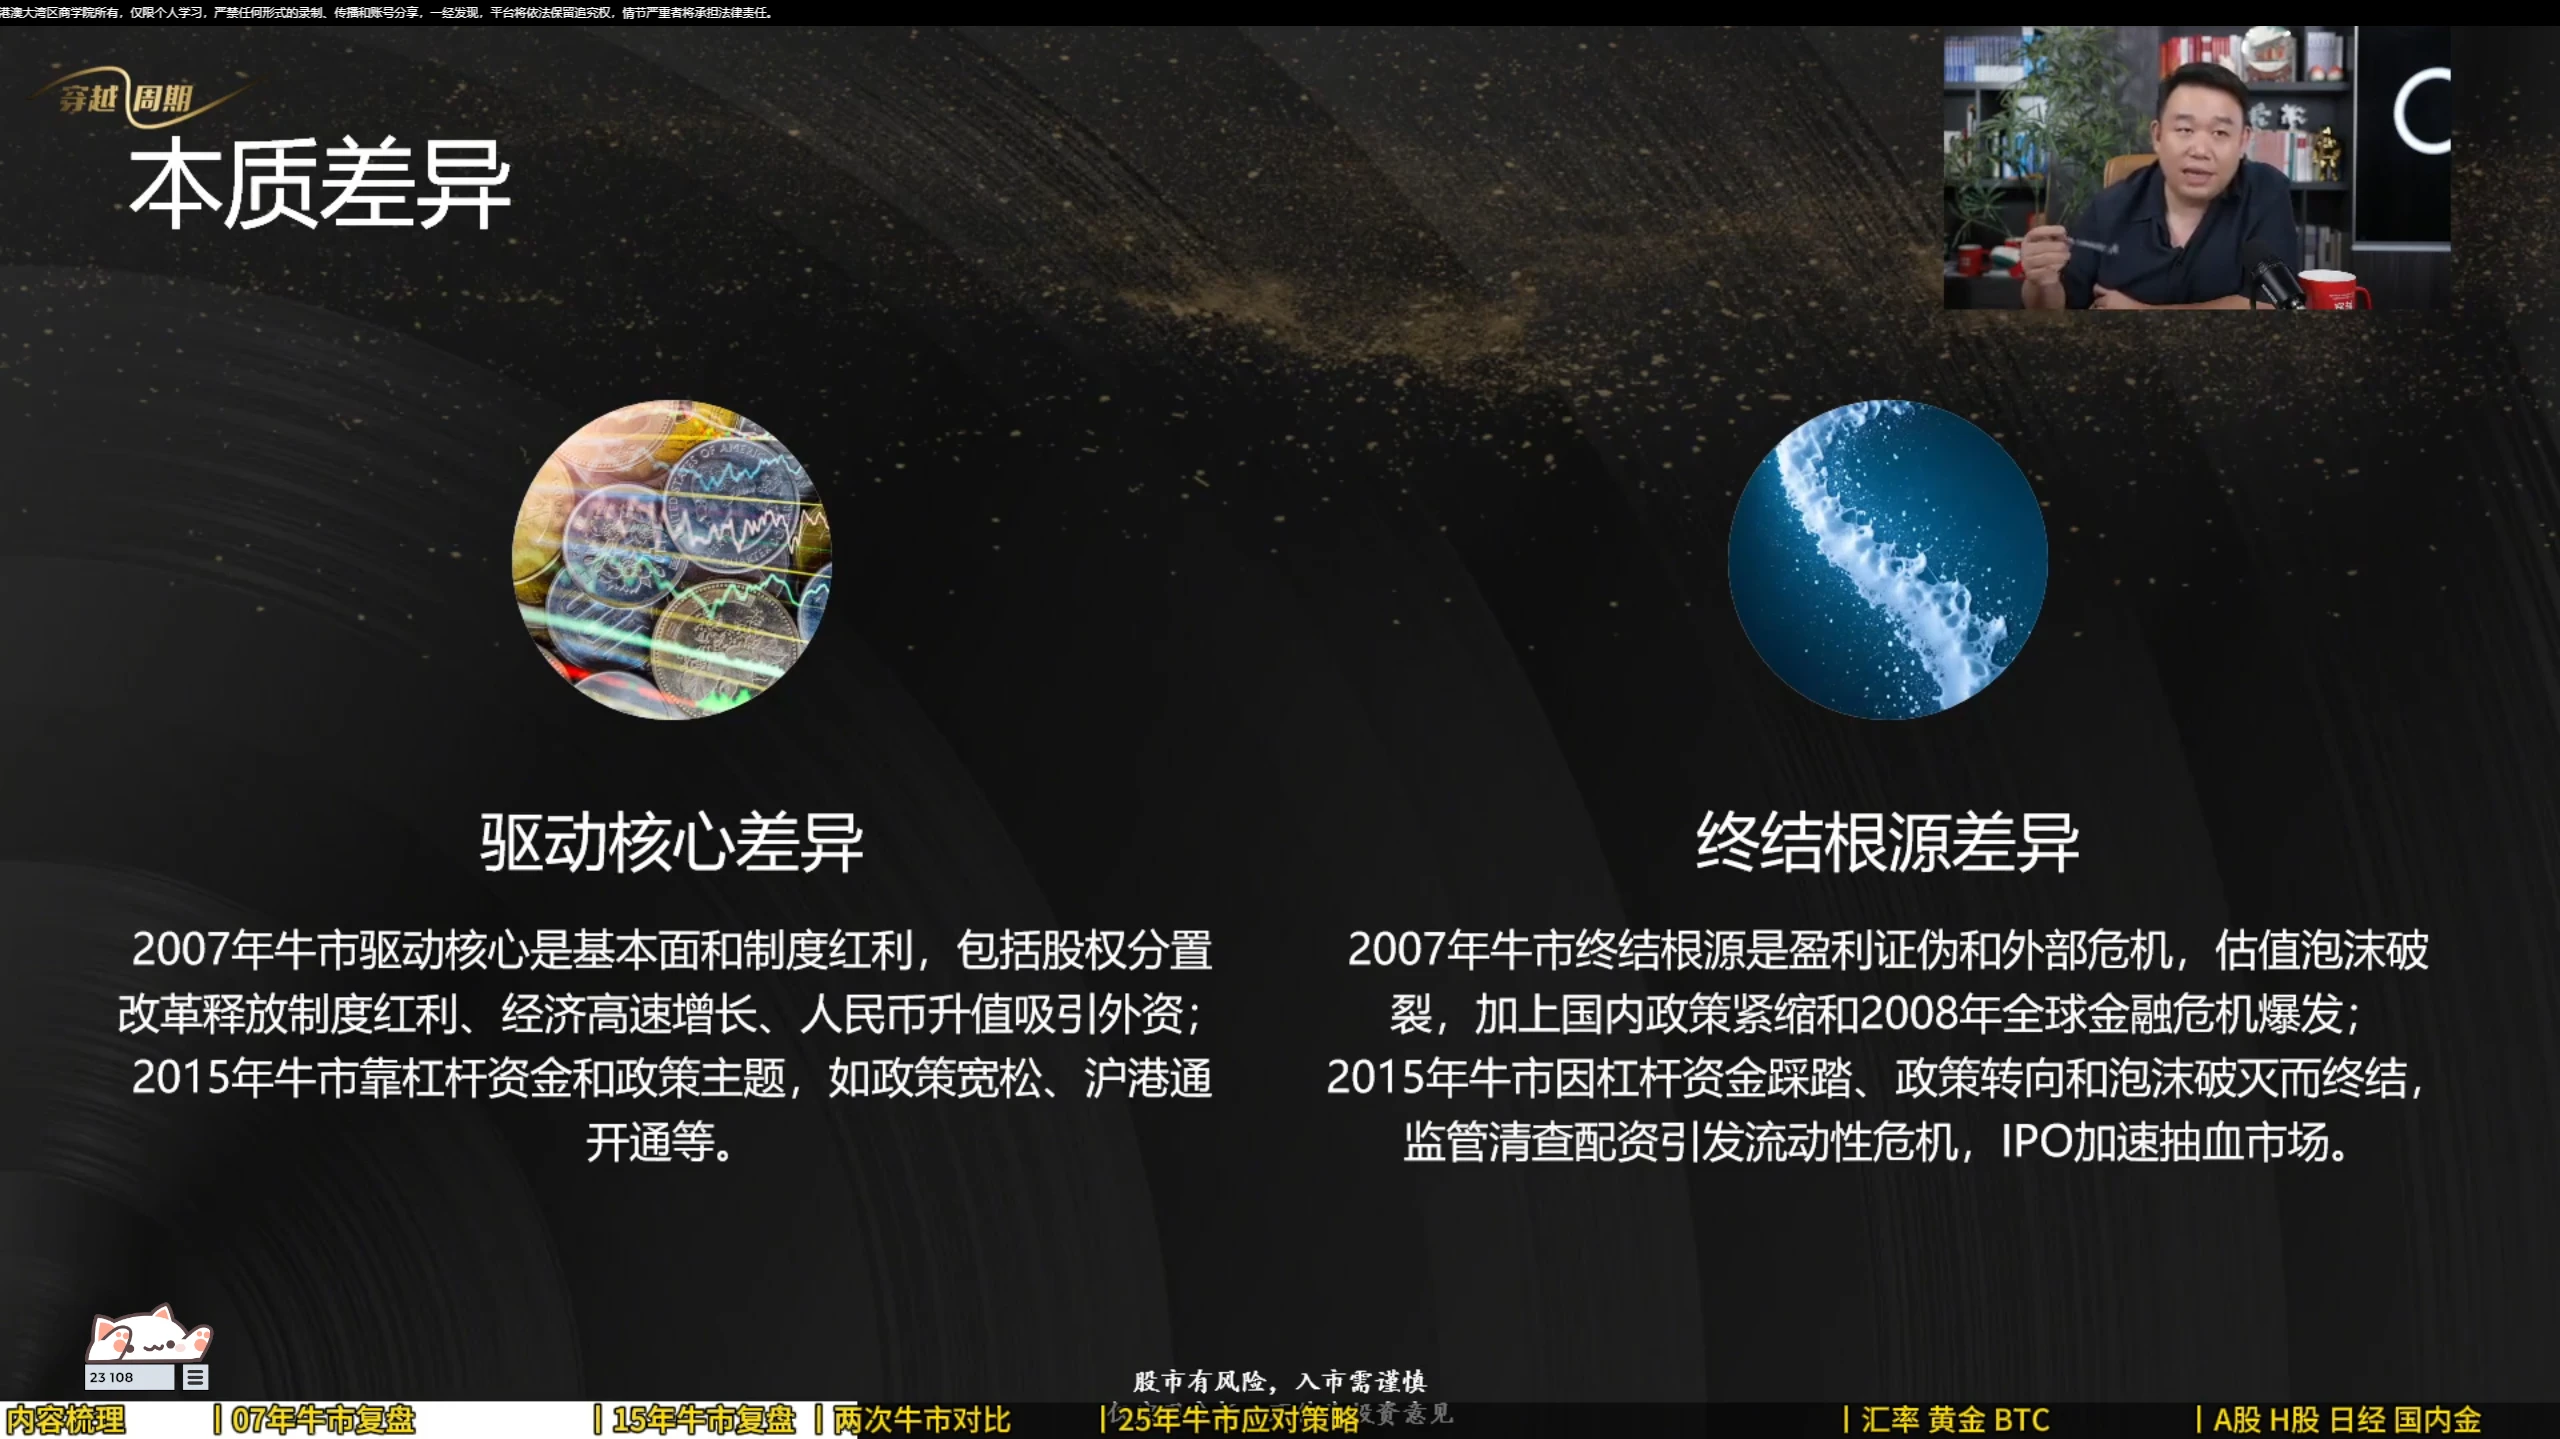 港澳大湾区商学院所有，仅限个人学习，严禁任何形式的录制、传播和账号分享，一经发现，平台将依法保留追究权，情节严重者将承担法律责任。
穿越周期
本质差异
驱动核心差异
2007年牛市驱动核心是基本面和制度红利，包括股权分置
改革释放制度红利、经济高速增长、人民币升值吸引外资；
2015年牛市靠杠杆资金和政策主题，如政策宽松、沪港通
开通等。
终结根源差异
2007年牛市终结根源是盈利证伪和外部危机，估值泡沫破
裂，加上国内政策紧缩和2008年全球金融危机爆发；
2015年牛市因杠杆资金踩踏、政策转向和泡沫破灭而终结，
监管清查配资引发流动性危机，IPO加速抽血市场。
23 108
股市有风险，入市需谨慎
投资意见
内容梳理 | 07年牛市复盘 | 15年牛市复盘 | 两次牛市对比 | 25年牛市应对策略 | 汇率 黄金 BTC | A股 H股 日经 国内金